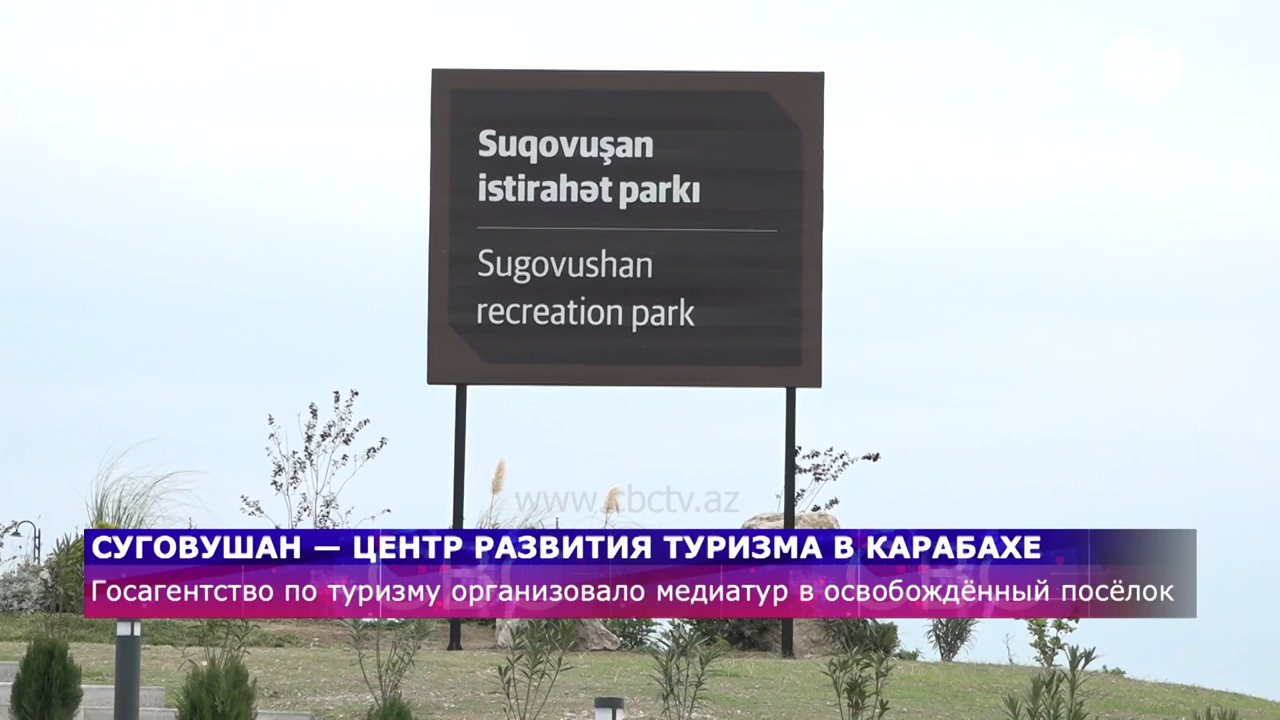 Suqovuşan
istirahət parkı
Sugovushan
recreation park
www.cbctv.az
СУГОВУШАН — ЦЕНТР РАЗВИТИЯ ТУРИЗМА В КАРАБАХЕ
Госагентство по туризму организовало медиатур в освобождённый посёлок